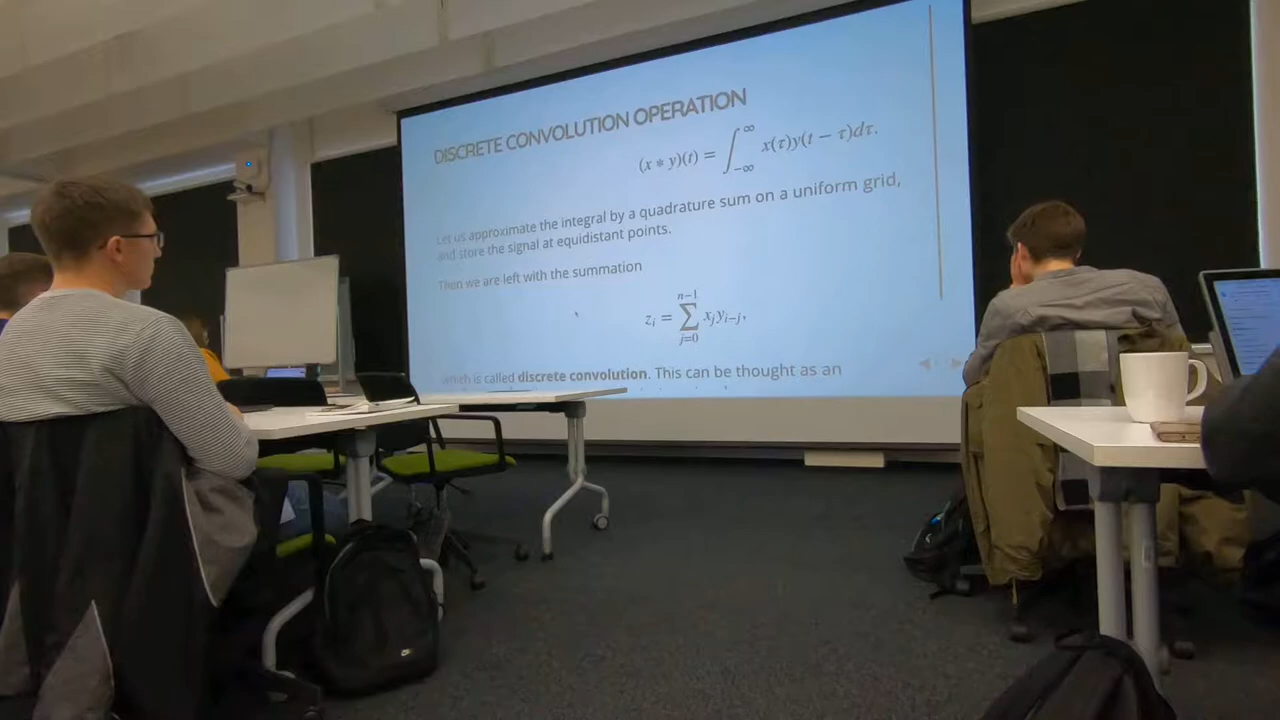 DISCRETE CONVOLUTION OPERATION
(x * y)(t) = ∫_{-∞}^{∞} x(τ)y(t − τ)dτ.
Let us approximate the integral by a quadrature sum on a uniform grid,
and store the signal at equidistant points.
Then we are left with the summation
z_i = ∑_{j=0}^{n-1} x_j y_{i-j},
which is called discrete convolution. This can be thought as an